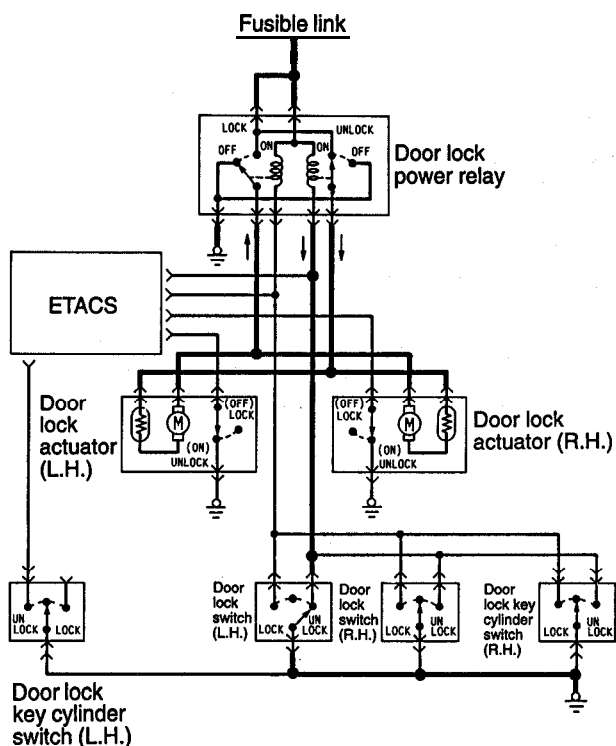 Fusible link
LOCK
UNLOCK
OFF
ON
ON
OFF
Door lock
power relay
ETACS
Door
lock
actuator
(L.H.)
M
(OFF)
LOCK
(ON)
UNLOCK
(OFF)
LOCK
(ON)
UNLOCK
M
Door lock
actuator (R.H.)
UN
LOCK
LOCK
Door
lock
switch
(L.H.)
LOCK
UN
LOCK
Door
lock
switch
(R.H.)
LOCK
UN
LOCK
Door
lock key
cylinder
switch
(R.H.)
LOCK
UN
LOCK
Door lock
key cylinder
switch (L.H.)